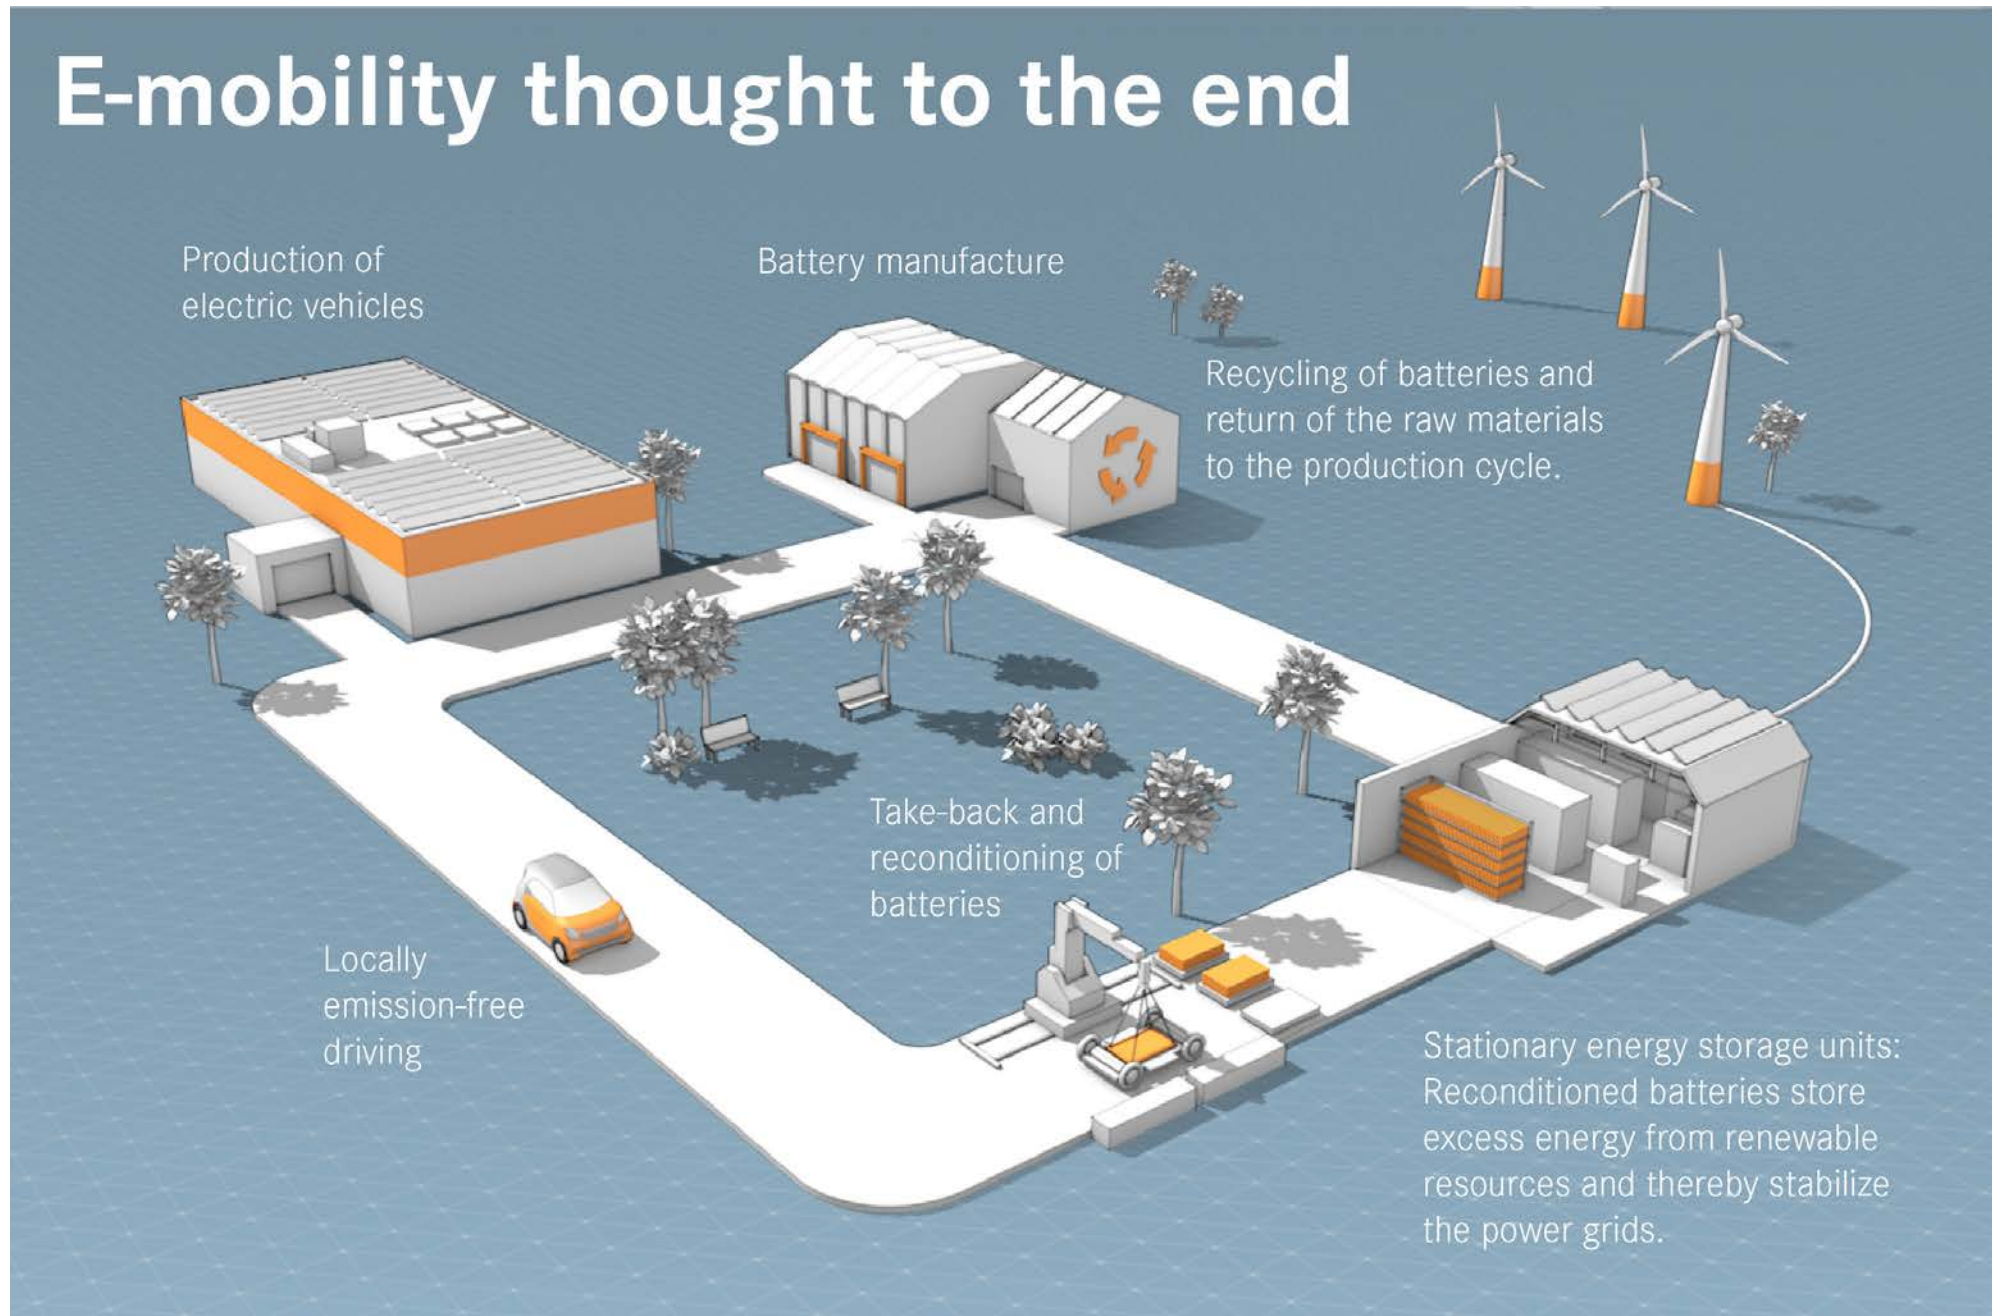 E-mobility thought to the end
Production of
electric vehicles
Battery manufacture
Recycling of batteries and
return of the raw materials
to the production cycle.
Take-back and
reconditioning of
batteries
Locally
emission-free
driving
Stationary energy storage units:
Reconditioned batteries store
excess energy from renewable
resources and thereby stabilize
the power grids.